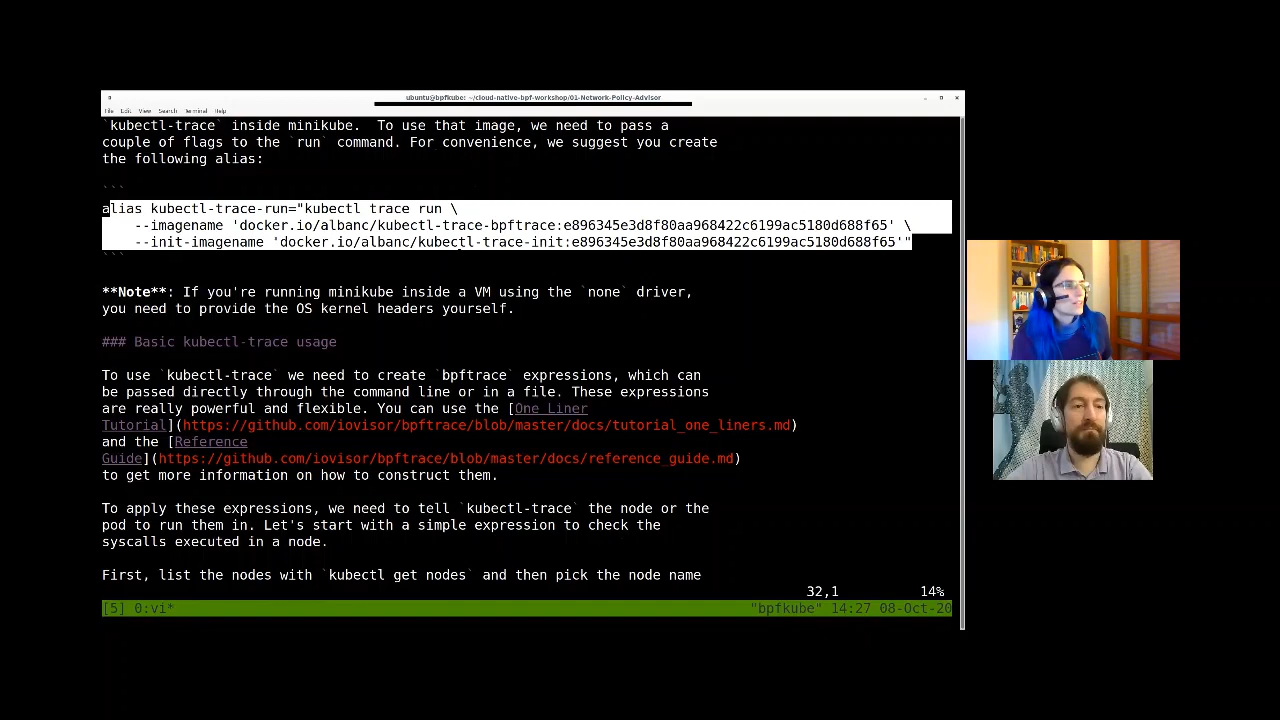 ubuntu@bpfkube: ~/cloud-native-bpf-workshop/01-Network-Policy-Advisor
File Edit View Search Terminal Help
`kubectl-trace` inside minikube.  To use that image, we need to pass a
couple of flags to the `run` command. For convenience, we suggest you create
the following alias:
```
alias kubectl-trace-run="kubectl trace run \
    --imagename 'docker.io/albanc/kubectl-trace-bpftrace:e896345e3d8f80aa968422c6199ac5180d688f65' \
    --init-imagename 'docker.io/albanc/kubectl-trace-init:e896345e3d8f80aa968422c6199ac5180d688f65'"
```
**Note**: If you're running minikube inside a VM using the `none` driver,
you need to provide the OS kernel headers yourself.
### Basic kubectl-trace usage
To use `kubectl-trace` we need to create `bpftrace` expressions, which can
be passed directly through the command line or in a file. These expressions
are really powerful and flexible. You can use the [One Liner
Tutorial](https://github.com/iovisor/bpftrace/blob/master/docs/tutorial_one_liners.md)
and the [Reference
Guide](https://github.com/iovisor/bpftrace/blob/master/docs/reference_guide.md)
to get more information on how to construct them.
To apply these expressions, we need to tell `kubectl-trace` the node or the
pod to run them in. Let's start with a simple expression to check the
syscalls executed in a node.
First, list the nodes with `kubectl get nodes` and then pick the node name
32,1 14%
[5] 0:vi* "bpfkube" 14:27 08-Oct-20